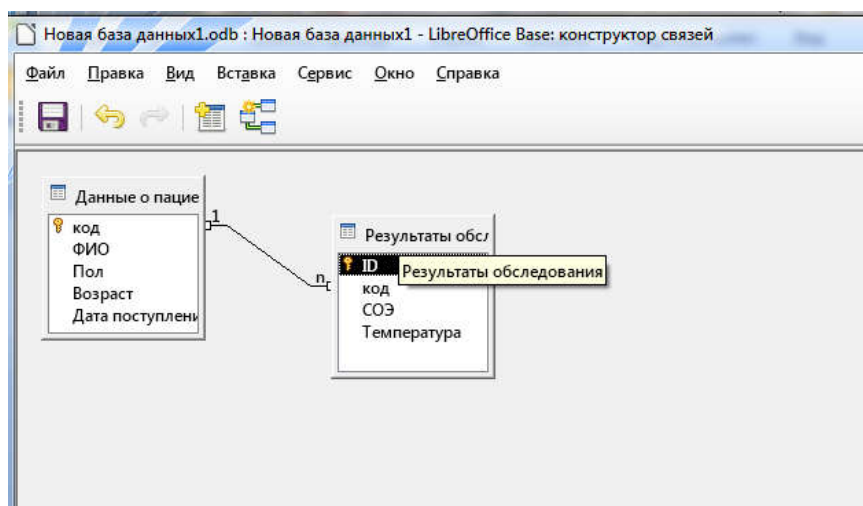 Новая база данных1.odb : Новая база данных1 - LibreOffice Base: конструктор связей
Файл Правка Вид Вставка Сервис Окно Справка
Данные о пацие
код
ФИО
Пол
Возраст
Дата поступлени
1
n
Результаты обсл
ID
Результаты обследования
код
СОЭ
Температура